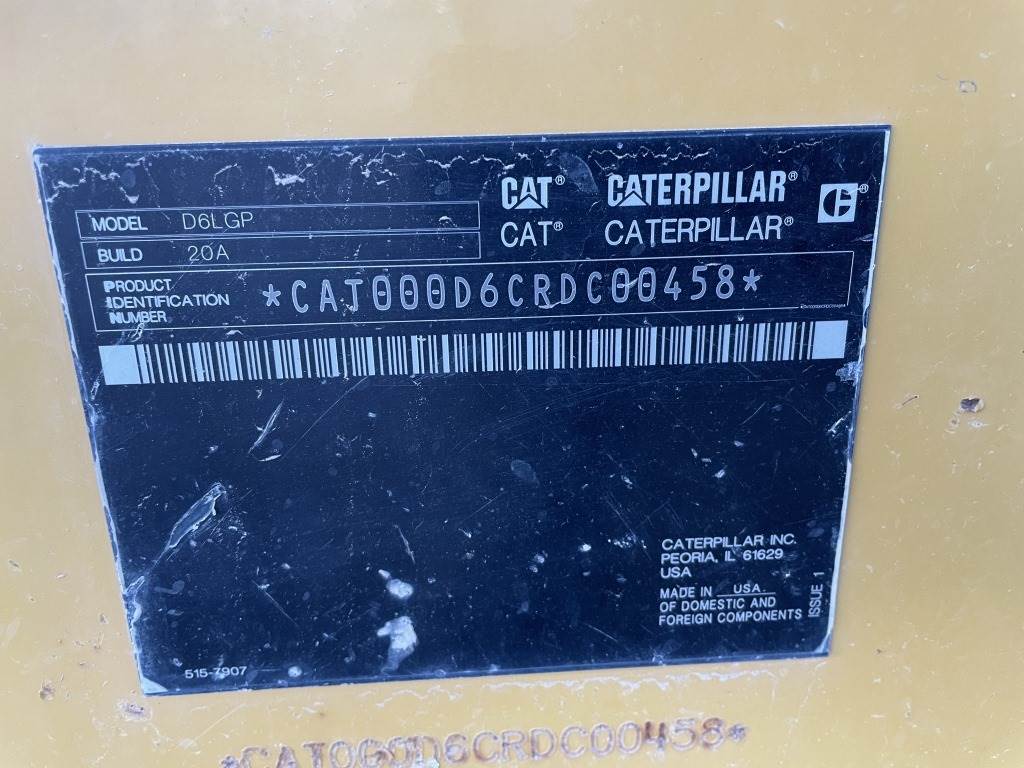 CAT® CATERPILLAR®
CAT® CATERPILLAR®
MODEL D6LGP
BUILD 20A
PRODUCT IDENTIFICATION NUMBER
*CAT000D6CRDC00458*
CATERPILLAR INC.
PEORIA, IL 61629
USA
MADE IN USA.
OF DOMESTIC AND
FOREIGN COMPONENTS
ISSUE 1
515-7907
*CAT000D6CRDC00458*